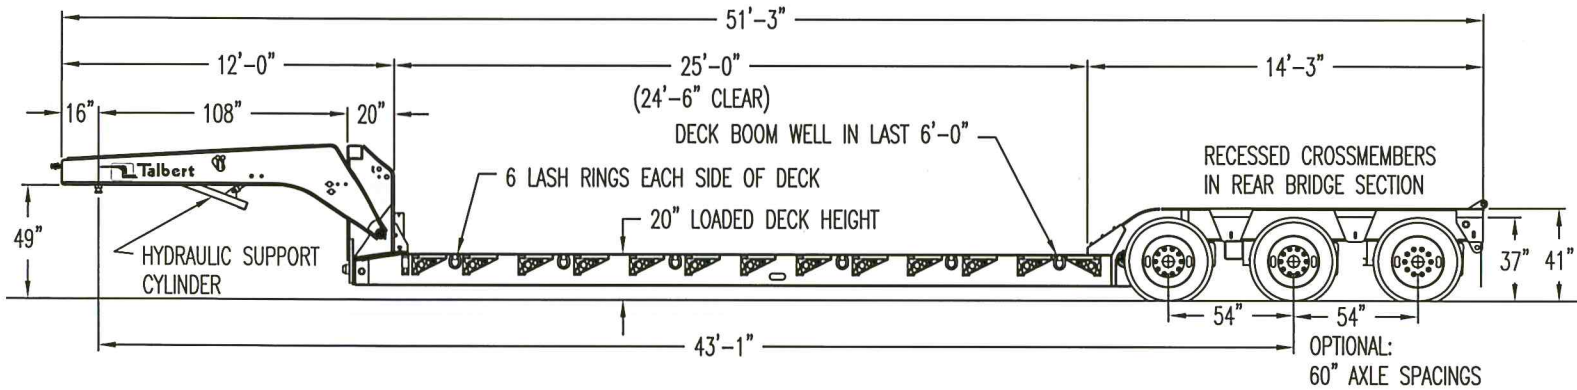 51'-3"
12'-0"
25'-0"
14'-3"
(24'-6" CLEAR)
16"
108"
20"
DECK BOOM WELL IN LAST 6'-0"
Talbert
6 LASH RINGS EACH SIDE OF DECK
RECESSED CROSSMEMBERS
IN REAR BRIDGE SECTION
20" LOADED DECK HEIGHT
49"
HYDRAULIC SUPPORT
CYLINDER
37"
41"
54"
54"
43'-1"
OPTIONAL:
60" AXLE SPACINGS